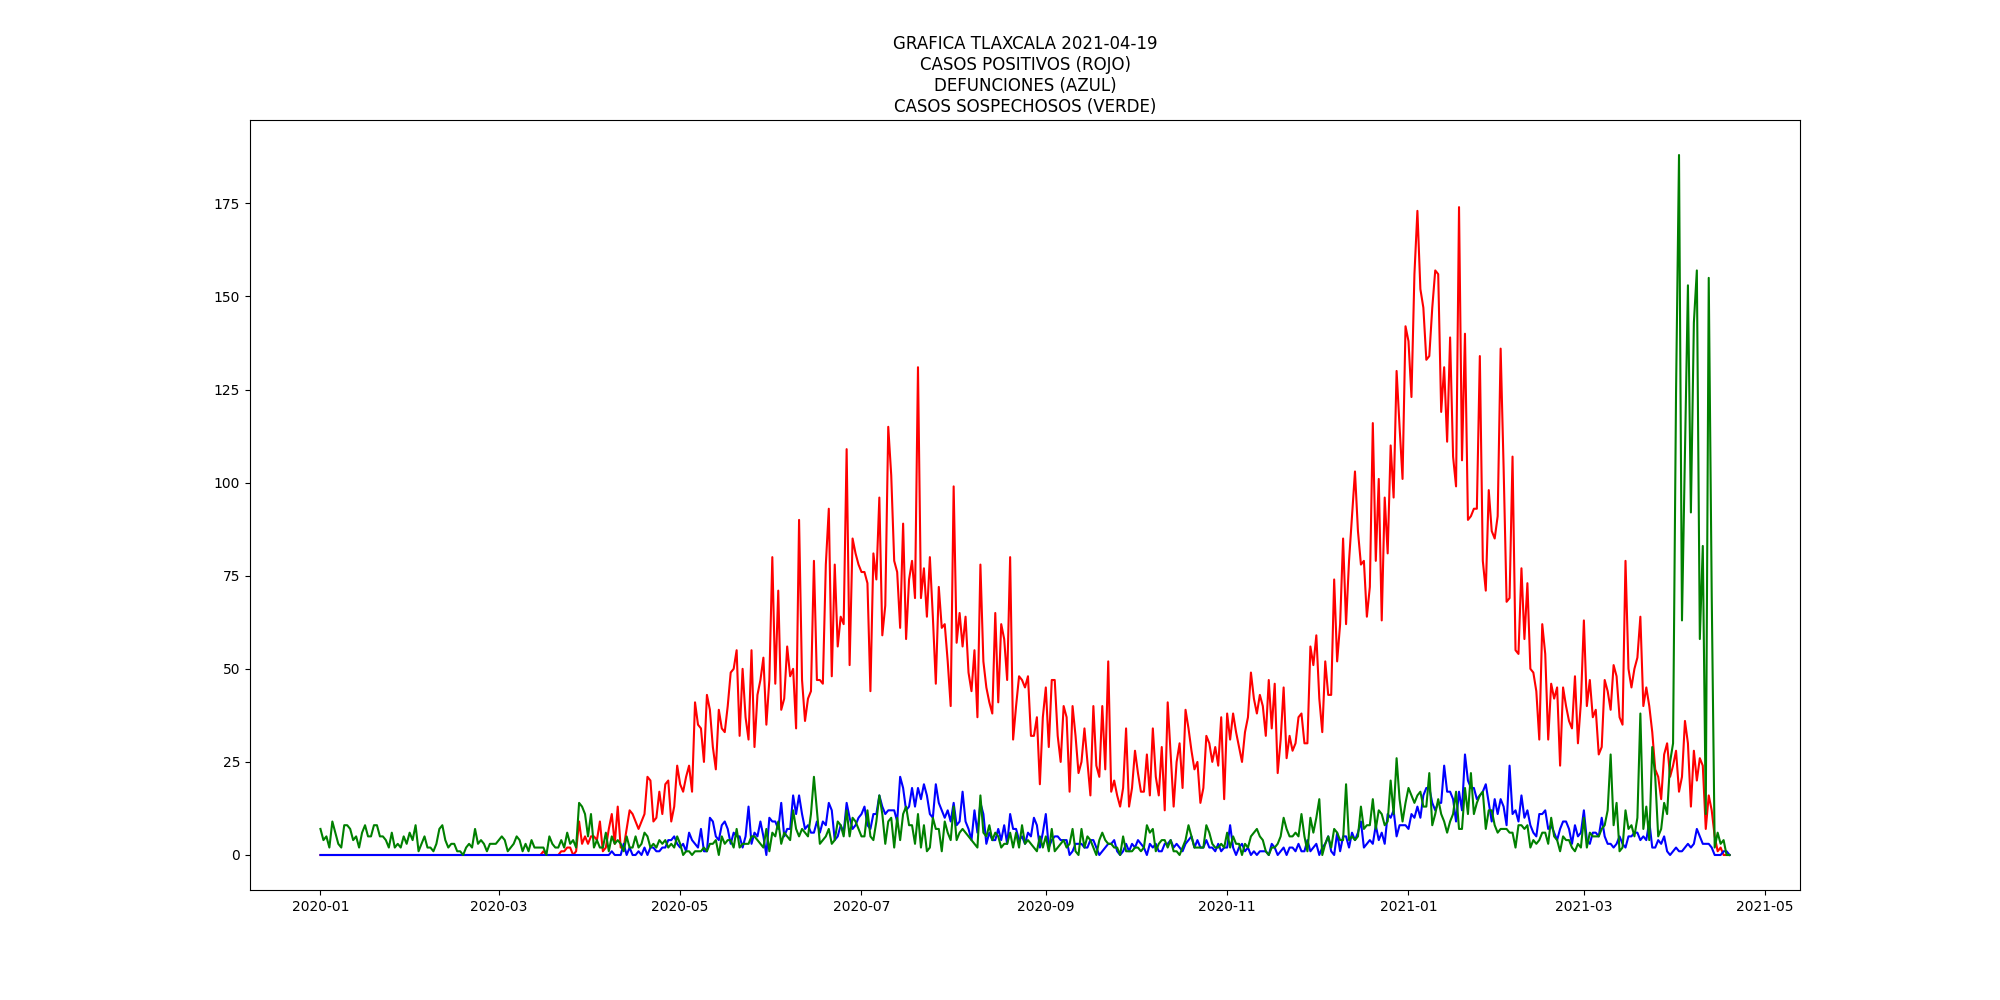 GRAFICA TLAXCALA 2021-04-19
CASOS POSITIVOS (ROJO)
DEFUNCIONES (AZUL)
CASOS SOSPECHOSOS (VERDE)
175
150
125
100
75
50
25
0
2020-01 2020-03 2020-05 2020-07 2020-09 2020-11 2021-01 2021-03 2021-05